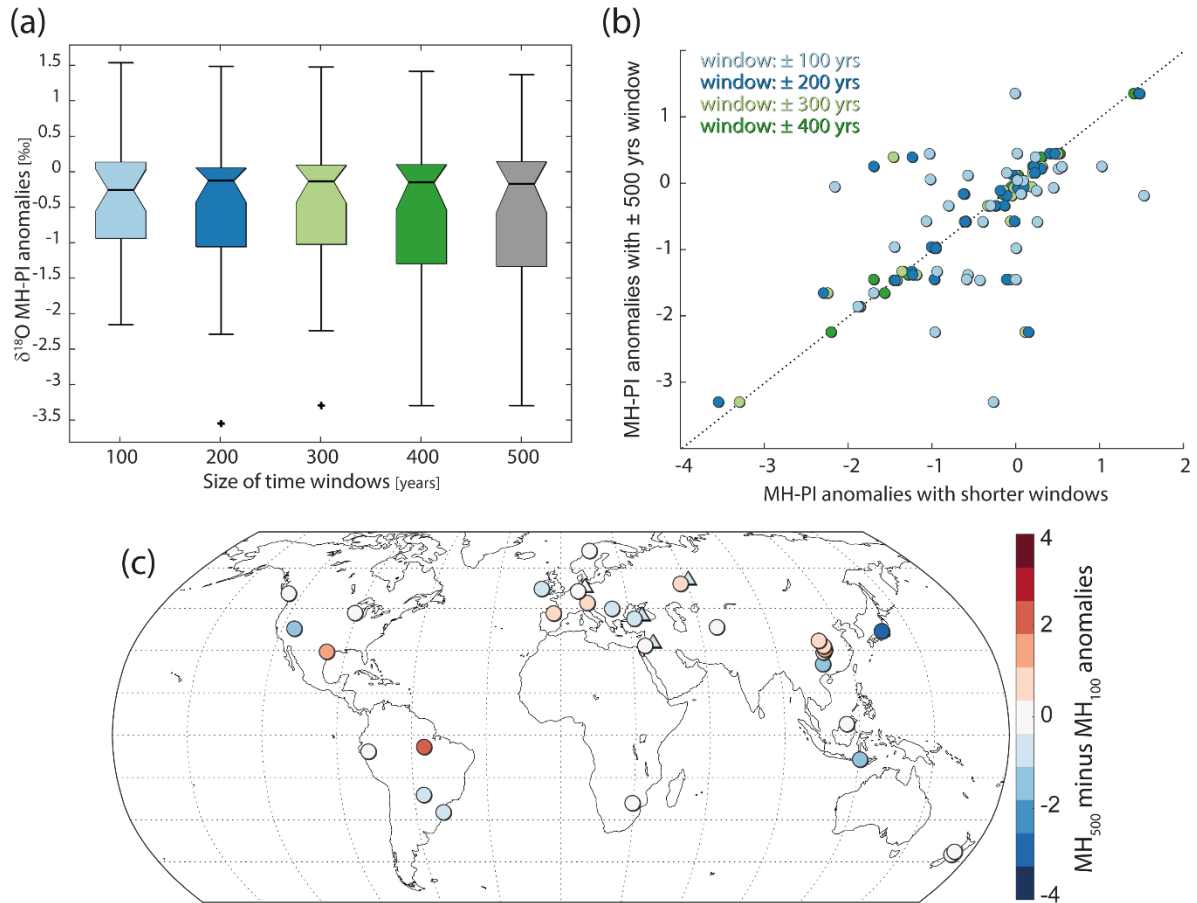 (a)
δ18O MH-PI anomalies [‰]
1.5
1
0.5
0
-0.5
-1
-1.5
-2
-2.5
-3
-3.5
100
200
300
400
500
Size of time windows [years]
(b)
window: ± 100 yrs
window: ± 200 yrs
window: ± 300 yrs
window: ± 400 yrs
MH-PI anomalies with ± 500 yrs window
1
0
-1
-2
-3
-4
-3
-2
-1
0
1
2
MH-PI anomalies with shorter windows
(c)
4
2
0
-2
-4
MH500 minus MH100 anomalies